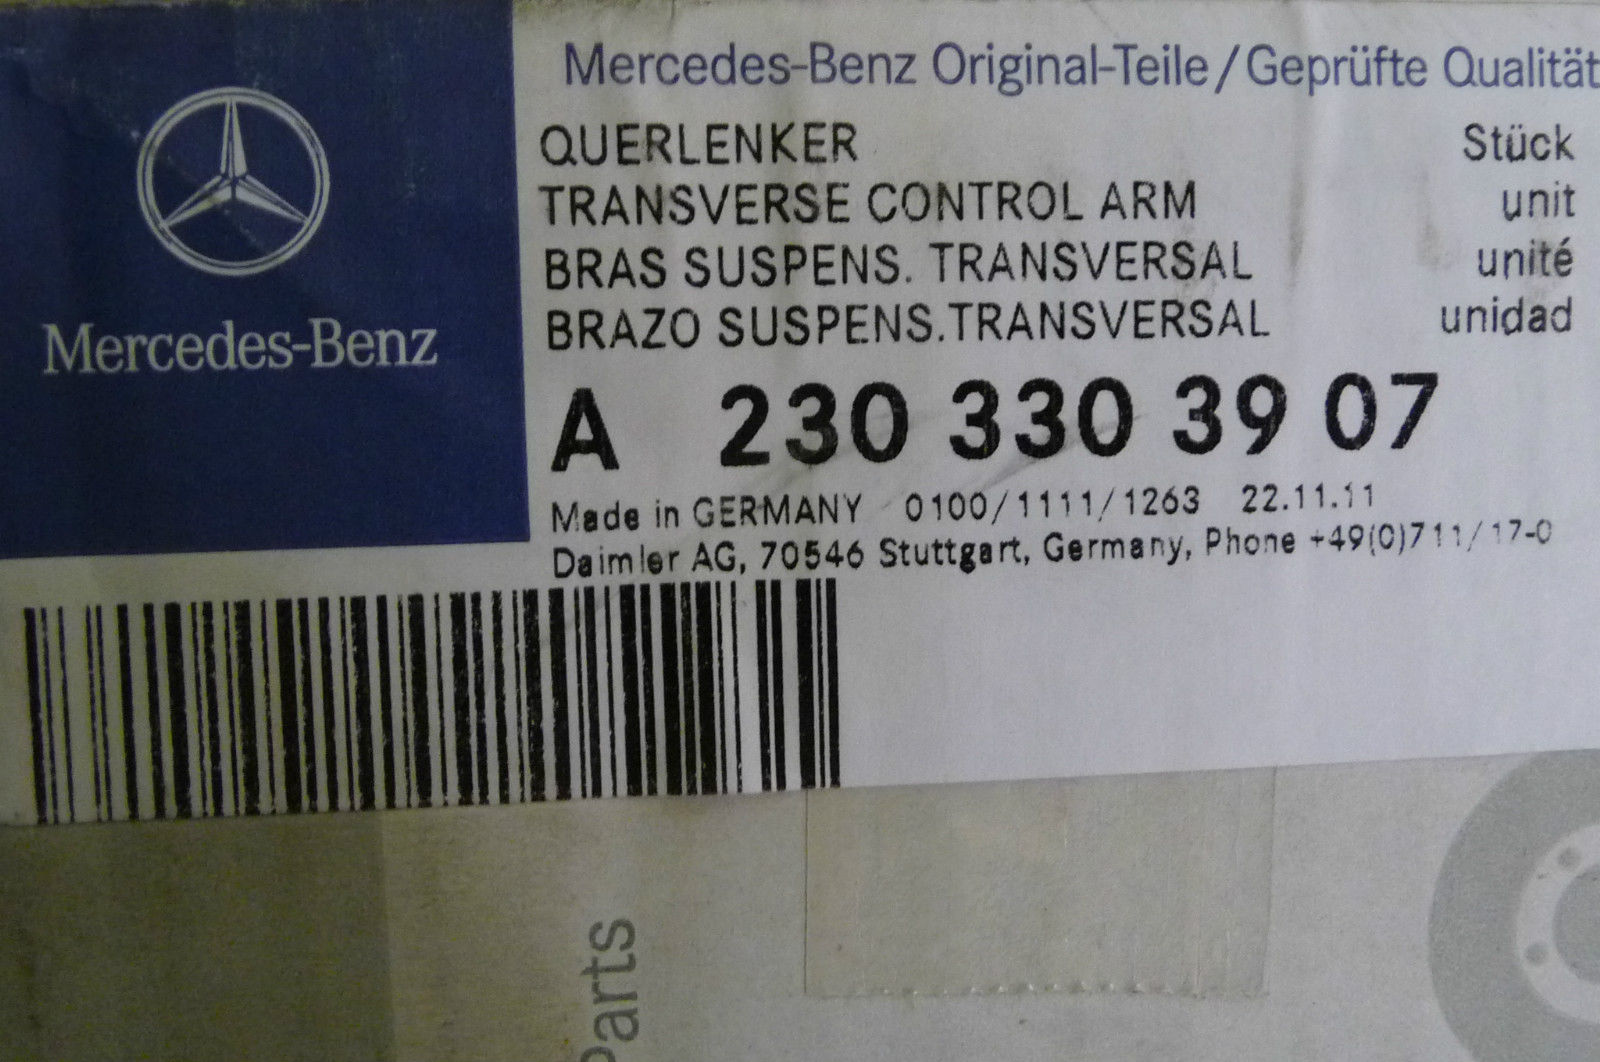 Mercedes-Benz
Mercedes-Benz Original-Teile/Geprüfte Qualität
QUERLENKER Stück
TRANSVERSE CONTROL ARM unit
BRAS SUSPENS. TRANSVERSAL unité
BRAZO SUSPENS.TRANSVERSAL unidad
A 230 330 39 07
Made in GERMANY 0100/1111/1263 22.11.11
Daimler AG, 70546 Stuttgart, Germany, Phone +49(0)711/17-0
Parts